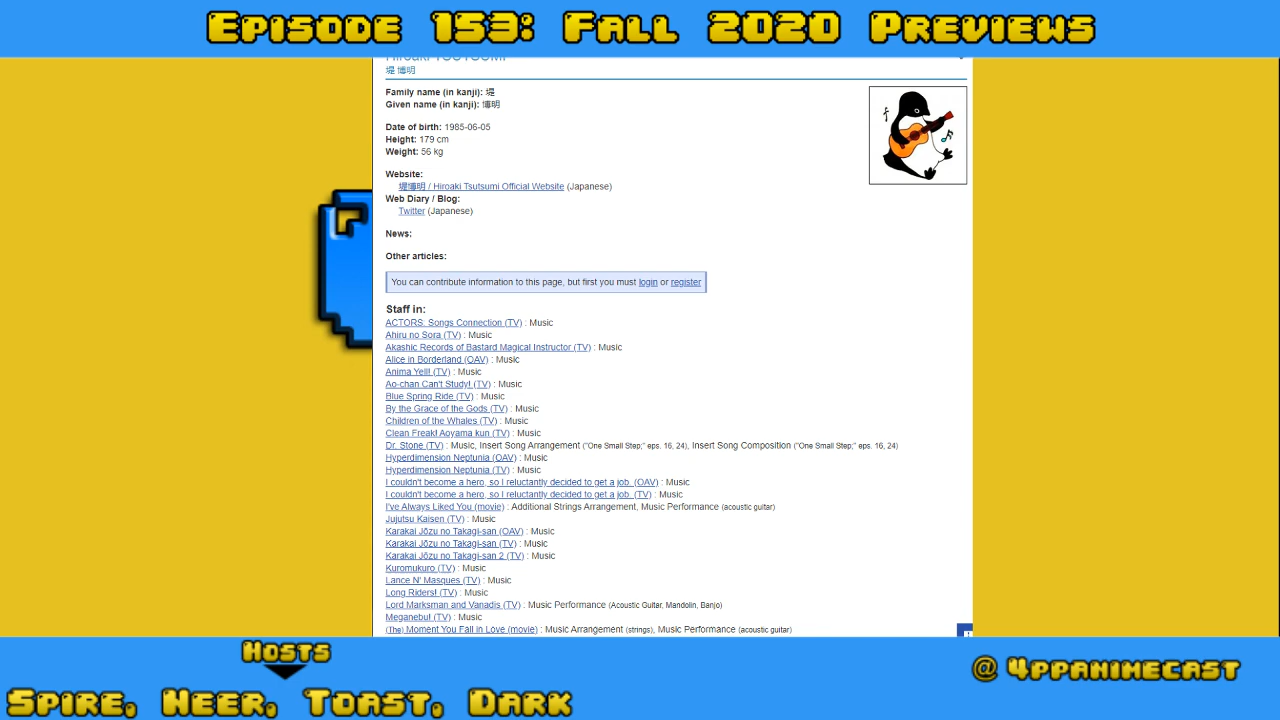 Episode 153: Fall 2020 Previews
Hiroaki TSUTSUMI
堤 博明
Family name (in kanji): 堤
Given name (in kanji): 博明
Date of birth: 1985-06-05
Height: 179 cm
Weight: 56 kg
Website:
堤博明 / Hiroaki Tsutsumi Official Website (Japanese)
Web Diary / Blog:
Twitter (Japanese)
News:
Other articles:
You can contribute information to this page, but first you must login or register
Staff in:
ACTORS: Songs Connection (TV) : Music
Ahiru no Sora (TV) : Music
Akashic Records of Bastard Magical Instructor (TV) : Music
Alice in Borderland (OAV) : Music
Anima Yell! (TV) : Music
Ao-chan Can't Study! (TV) : Music
Blue Spring Ride (TV) : Music
By the Grace of the Gods (TV) : Music
Children of the Whales (TV) : Music
Clean Freak! Aoyama kun (TV) : Music
Dr. Stone (TV) : Music, Insert Song Arrangement ("One Small Step;" eps. 16, 24), Insert Song Composition ("One Small Step;" eps. 16, 24)
Hyperdimension Neptunia (OAV) : Music
Hyperdimension Neptunia (TV) : Music
I couldn't become a hero, so I reluctantly decided to get a job. (OAV) : Music
I couldn't become a hero, so I reluctantly decided to get a job. (TV) : Music
I've Always Liked You (movie) : Additional Strings Arrangement, Music Performance (acoustic guitar)
Jujutsu Kaisen (TV) : Music
Karakai Jōzu no Takagi-san (OAV) : Music
Karakai Jōzu no Takagi-san (TV) : Music
Karakai Jōzu no Takagi-san 2 (TV) : Music
Kuromukuro (TV) : Music
Lance N' Masques (TV) : Music
Long Riders! (TV) : Music
Lord Marksman and Vanadis (TV) : Music Performance (Acoustic Guitar, Mandolin, Banjo)
Meganebu! (TV) : Music
(The) Moment You Fall in Love (movie) : Music Arrangement (strings), Music Performance (acoustic guitar)
Hosts
Spire, Neer, Toast, Dark
@ 4ppanimecast